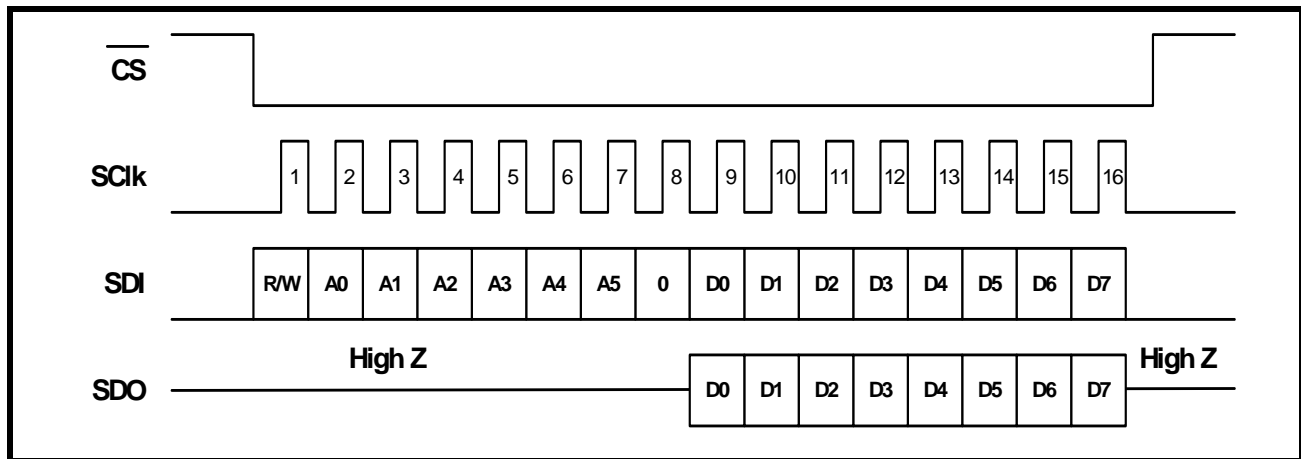 CS
SClk 1 2 3 4 5 6 7 8 9 10 11 12 13 14 15 16
SDI R/W A0 A1 A2 A3 A4 A5 0 D0 D1 D2 D3 D4 D5 D6 D7
High Z High Z
SDO D0 D1 D2 D3 D4 D5 D6 D7